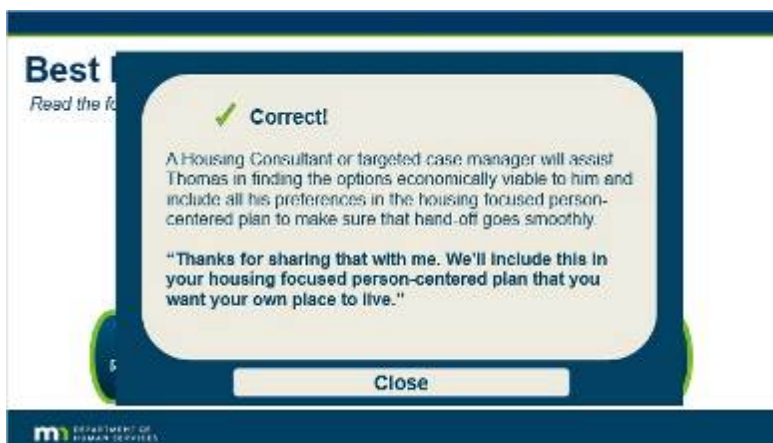 Best
Read the fo
Correct!
A Housing Consultant or targeted case manager will assist
Thomas in finding the options economically viable to him and
include all his preferences in the housing focused person-
centered plan to make sure that hand-off goes smoothly.
“Thanks for sharing that with me. We’ll include this in
your housing focused person-centered plan that you
want your own place to live.”
Close
DEPARTMENT OF
HUMAN SERVICES